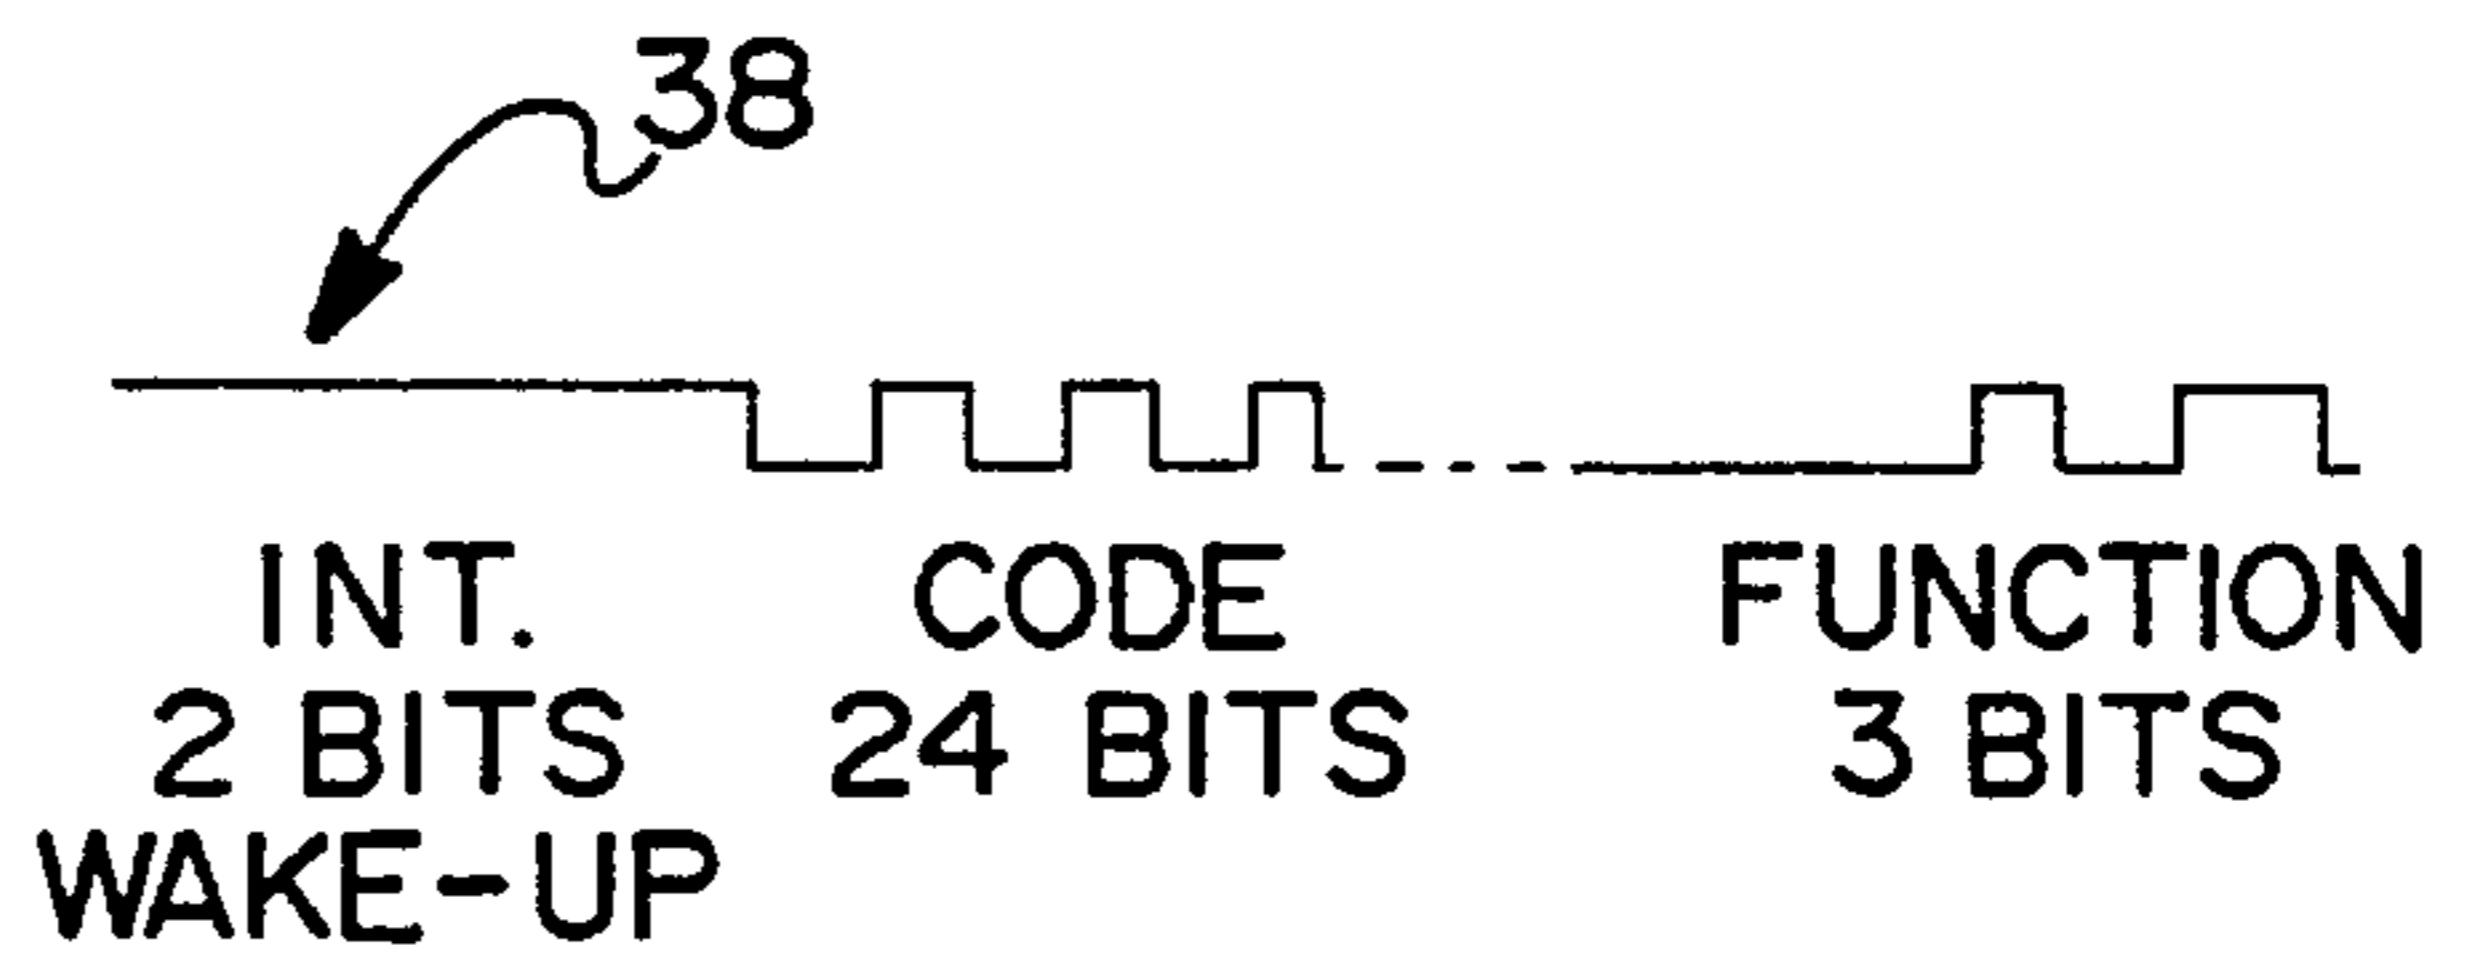 38
INT. CODE FUNCTION
2 BITS 24 BITS 3 BITS
WAKE-UP